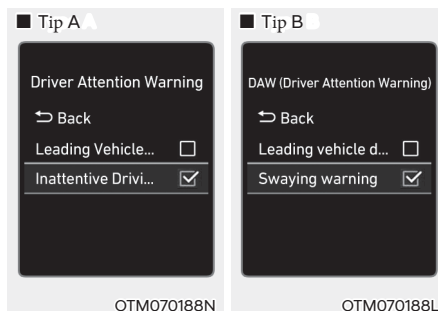 ■ Tip A
Driver Attention Warning
Back
Leading Vehicle...
Inattentive Drivi...
OTM070188N
■ Tip B
DAW (Driver Attention Warning)
Back
Leading vehicle d...
Swaying warning
OTM070188L